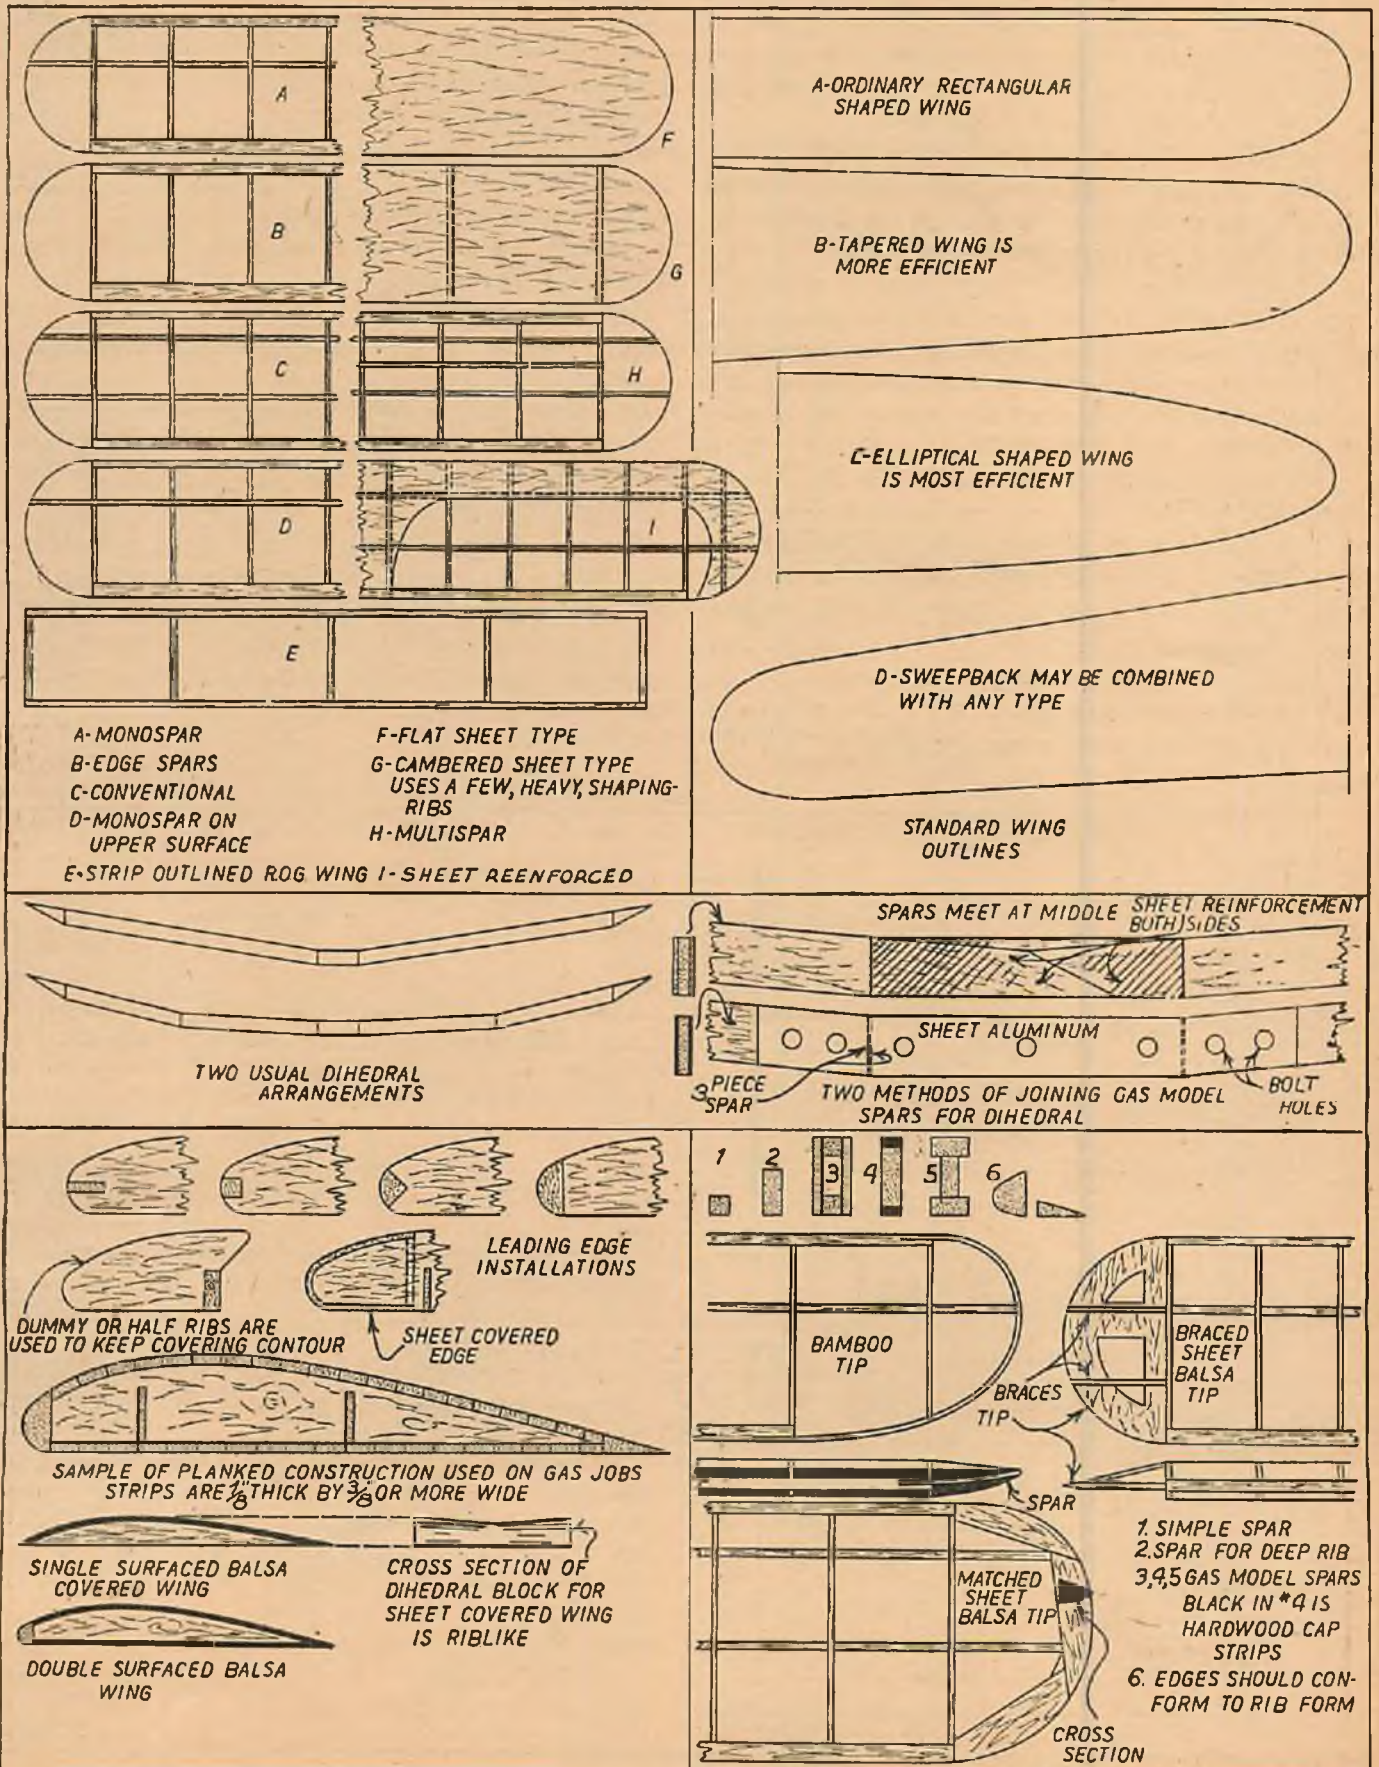 A
F
B
G
C
H
D
I
E
A-MONOSPAR
B-EDGE SPARS
C-CONVENTIONAL
D-MONOSPAR ON
UPPER SURFACE
F-FLAT SHEET TYPE
G-CAMBERED SHEET TYPE
USES A FEW, HEAVY, SHAPING-
RIBS
H-MULTISPAR
E-STRIP OUTLINED ROG WING I-SHEET REENFORCED
A-ORDINARY RECTANGULAR
SHAPED WING
B-TAPERED WING IS
MORE EFFICIENT
C-ELLIPTICAL SHAPED WING
IS MOST EFFICIENT
D-SWEEPBACK MAY BE COMBINED
WITH ANY TYPE
STANDARD WING
OUTLINES
TWO USUAL DIHEDRAL
ARRANGEMENTS
SPARS MEET AT MIDDLE
SHEET REINFORCEMENT
BOTH SIDES
SHEET ALUMINUM
3 PIECE
SPAR
TWO METHODS OF JOINING GAS MODEL
SPARS FOR DIHEDRAL
BOLT
HOLES
LEADING EDGE
INSTALLATIONS
DUMMY OR HALF RIBS ARE
USED TO KEEP COVERING CONTOUR
SHEET COVERED
EDGE
SAMPLE OF PLANKED CONSTRUCTION USED ON GAS JOBS
STRIPS ARE 1/8" THICK BY 3/8" OR MORE WIDE
SINGLE SURFACED BALSA
COVERED WING
CROSS SECTION OF
DIHEDRAL BLOCK FOR
SHEET COVERED WING
IS RIBLIKE
DOUBLE SURFACED BALSA
WING
1 2 3 4 5 6
BAMBOO
TIP
BRACED
SHEET
BALSA
TIP
BRACES
TIP
SPAR
MATCHED
SHEET
BALSA TIP
CROSS
SECTION
1. SIMPLE SPAR
2. SPAR FOR DEEP RIB
3,4,5 GAS MODEL SPARS
BLACK IN #4 IS
HARDWOOD CAP
STRIPS
6. EDGES SHOULD CON-
FORM TO RIB FORM